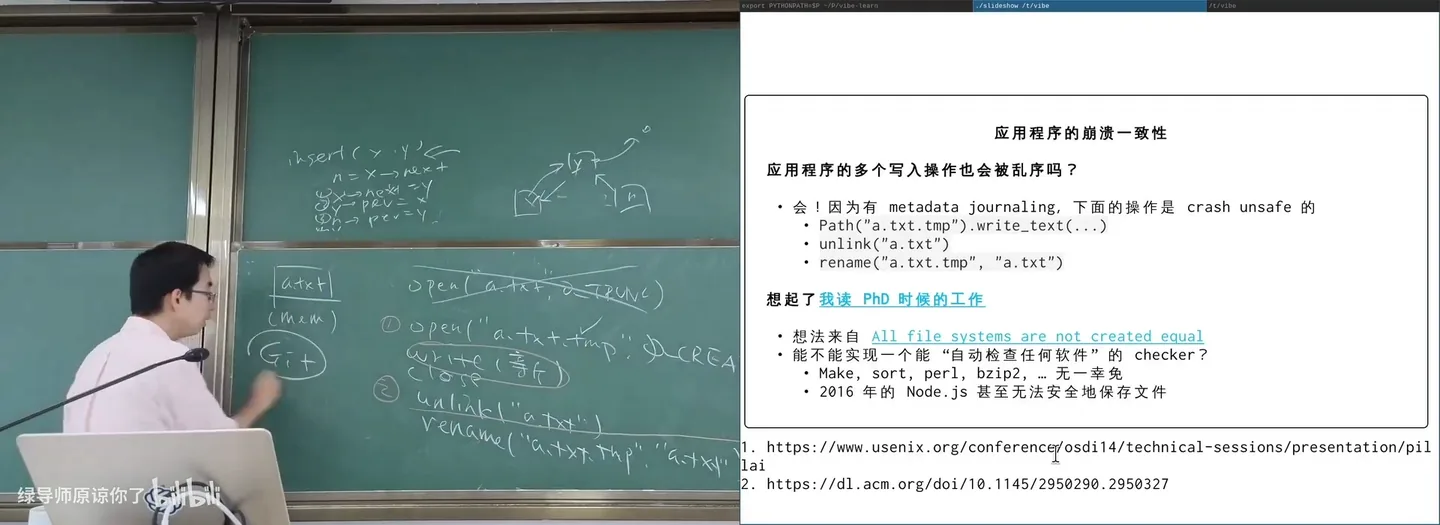 insert(x, y)
n = x → next
① x → next = y
② y → prev = x
③ n → prev = y
y
n
a.txt
(mem)
Git
open("a.txt", O_TRUNC)
① open("a.txt.tmp", O_CREA
write(
close
② unlink("a.txt")
rename("a.txt.tmp", "a.txt")
绿导师原谅你了 bilibili
export PYTHONPATH=$P ~/P/vibe-learn
./slideshow /t/vibe
/t/vibe
应用程序的崩溃一致性
应用程序的多个写入操作也会被乱序吗？
• 会！因为有 metadata journaling, 下面的操作是 crash unsafe 的
• Path("a.txt.tmp").write_text(...)
• unlink("a.txt")
• rename("a.txt.tmp", "a.txt")
想起了我读 PhD 时候的工作
• 想法来自 All file systems are not created equal
• 能不能实现一个能 “自动检查任何软件” 的 checker？
• Make, sort, perl, bzip2, … 无一幸免
• 2016 年的 Node.js 甚至无法安全地保存文件
1. https://www.usenix.org/conference/osdi14/technical-sessions/presentation/pil
lai
2. https://dl.acm.org/doi/10.1145/2950290.2950327